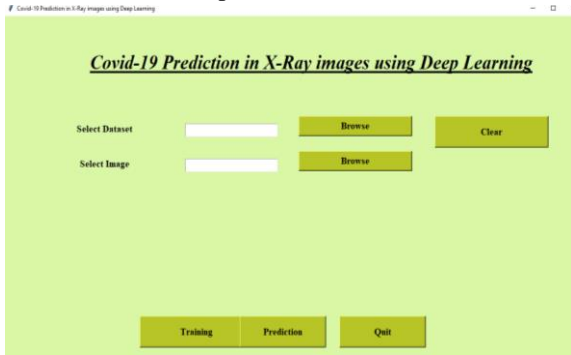 Covid-19 Prediction in X-Ray images using Deep Learning
Covid-19 Prediction in X-Ray images using Deep Learning
Select Dataset Browse Clear
Select Image Browse
Training Prediction Quit